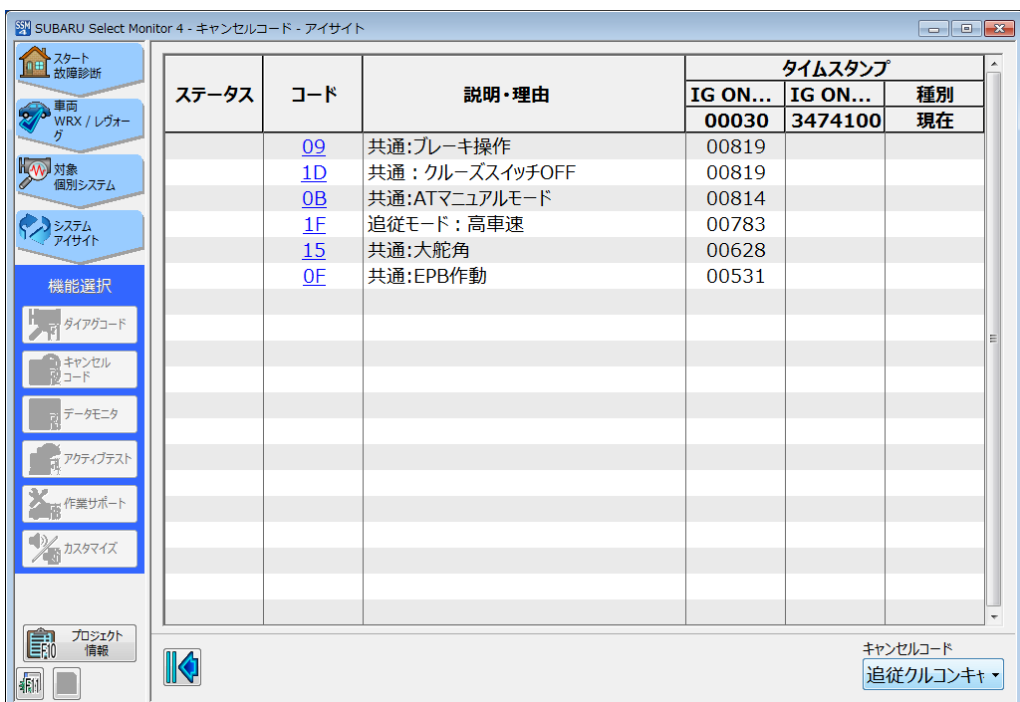 SUBARU Select Monitor 4 - キャンセルコード - アイサイト
スタート
故障診断
車両
WRX / レヴォー
グ
対象
個別システム
システム
アイサイト
機能選択
ダイアグコード
キャンセル
コード
データモニタ
アクティブテスト
作業サポート
カスタマイズ
プロジェクト
情報
F10
F11
ステータス コード 説明・理由 タイムスタンプ
IG ON... IG ON... 種別
00030 3474100 現在
09 共通:ブレーキ操作 00819
1D 共通：クルーズスイッチOFF 00819
0B 共通:ATマニュアルモード 00814
1F 追従モード：高車速 00783
15 共通:大舵角 00628
0F 共通:EPB作動 00531
キャンセルコード
追従クルコンキャ